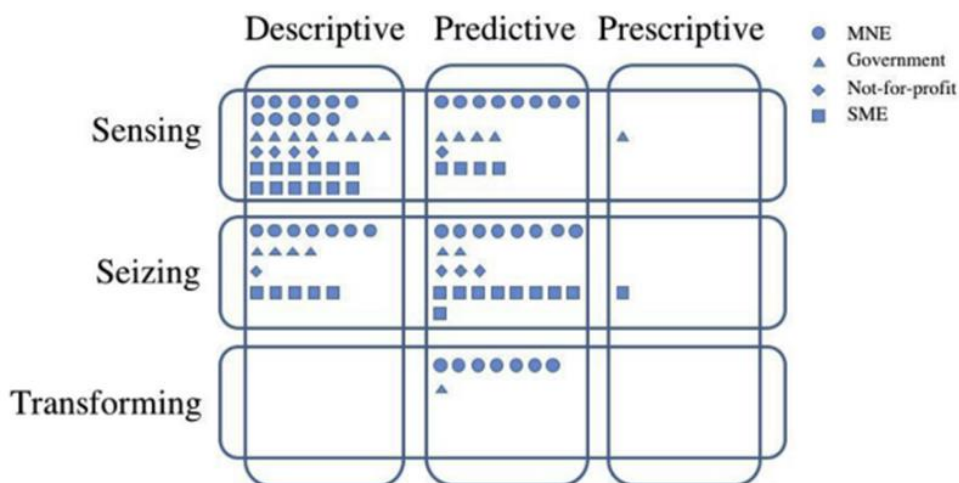 Descriptive Predictive Prescriptive
MNE
Government
Not-for-profit
SME
Sensing
Seizing
Transforming